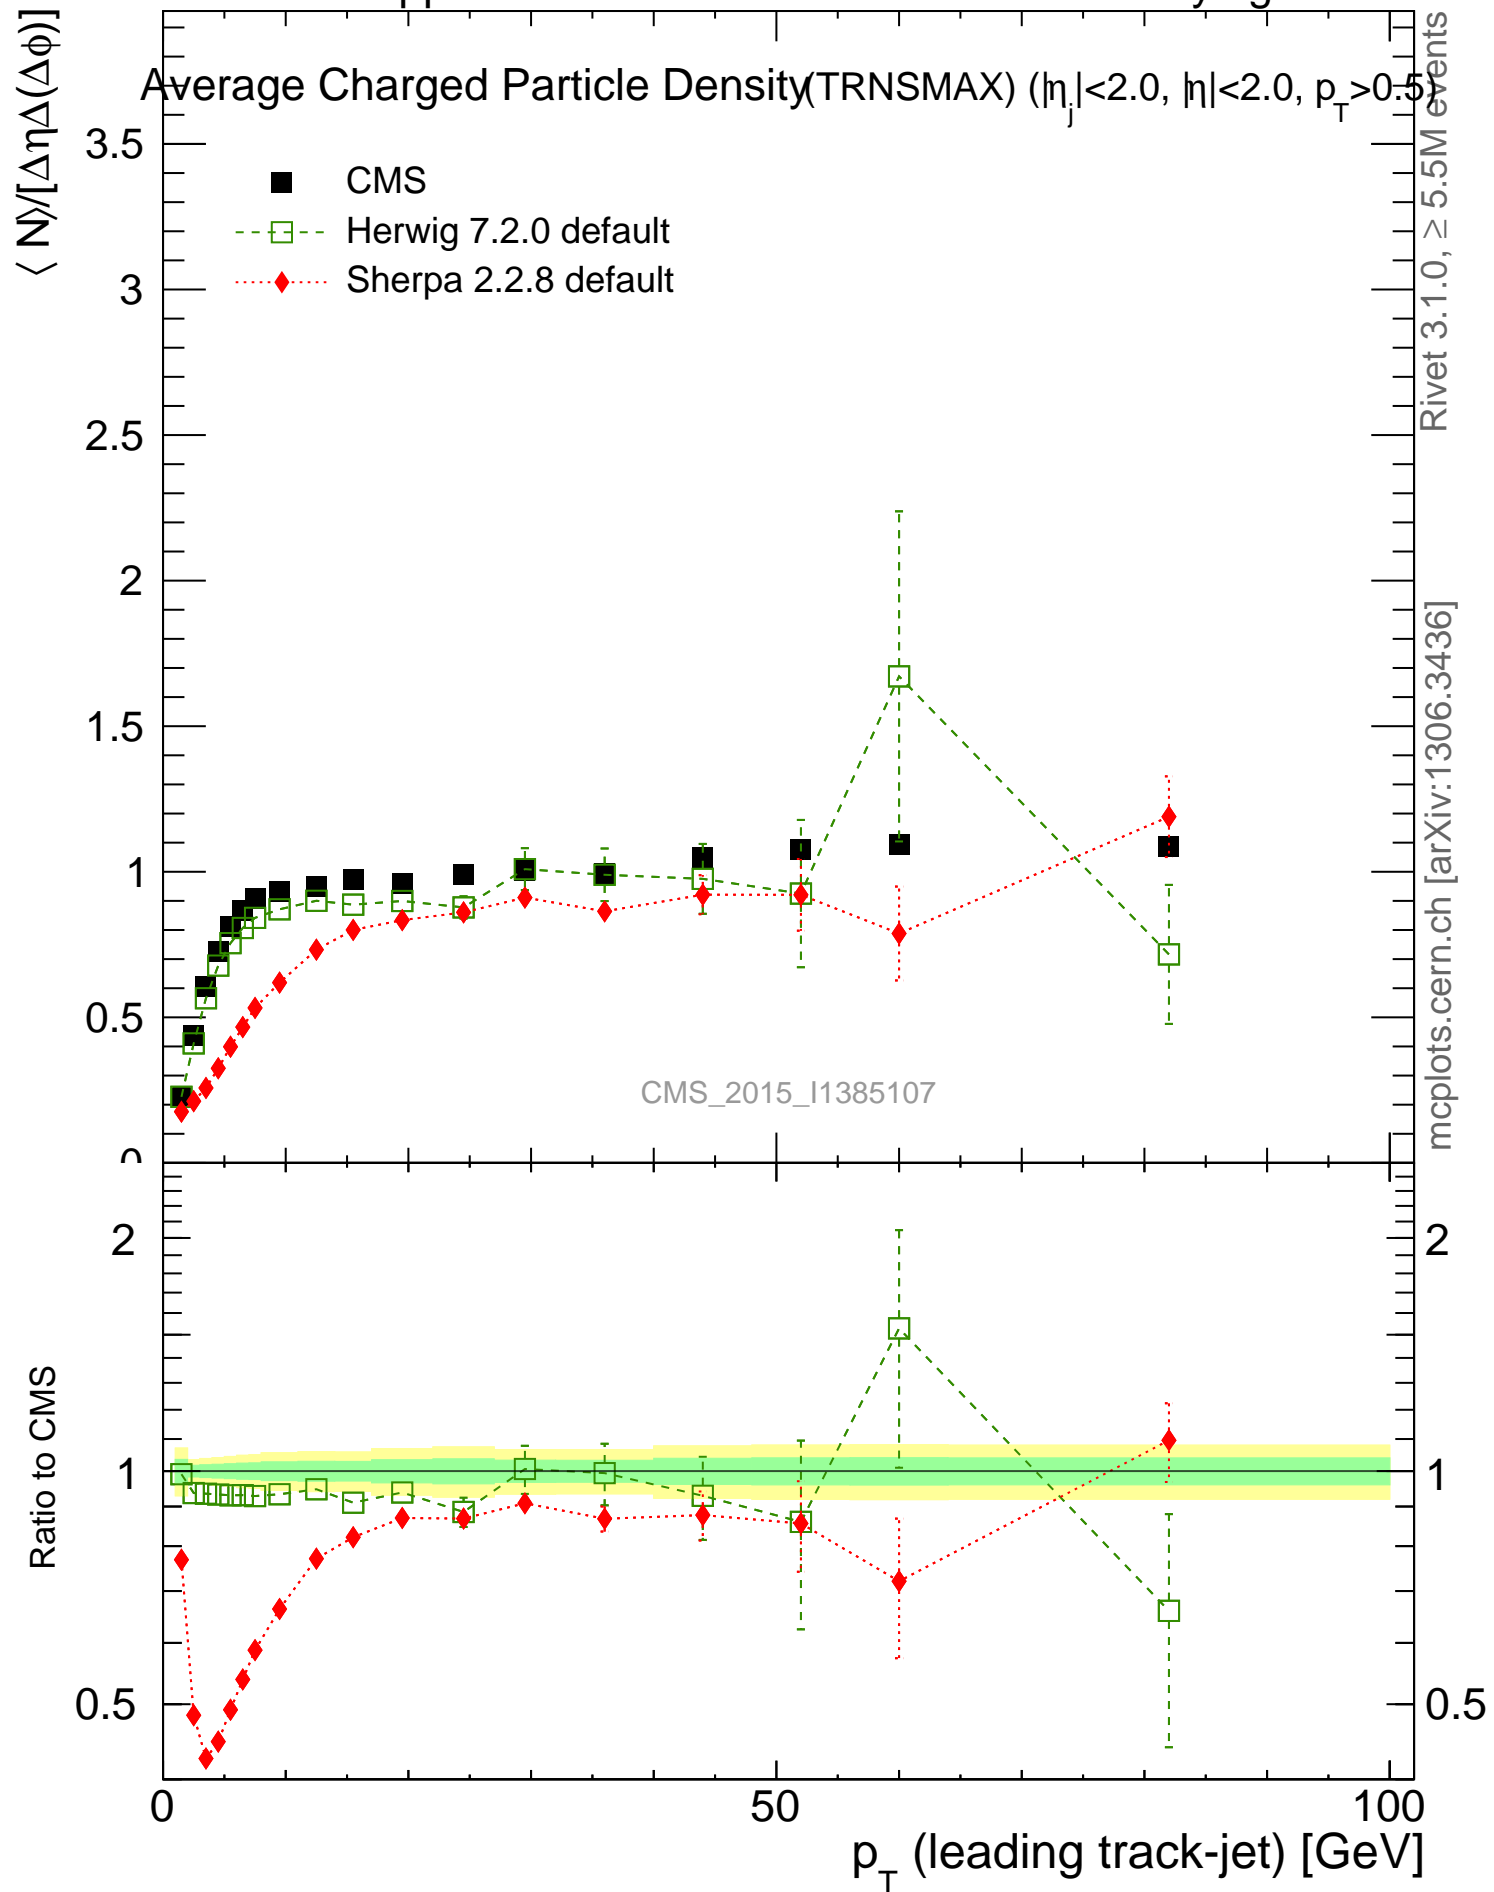 Average Charged Particle Density (TRNSMAX) (|η_j|<2.0, |η|<2.0, p_T>0.5)
⟨ N⟩/[ΔηΔ(Δϕ)]
CMS
Herwig 7.2.0 default
Sherpa 2.2.8 default
3.5
3
2.5
2
1.5
1
0.5
0
CMS_2015_I1385107
Rivet 3.1.0, ≥ 5.5M events
mcplots.cern.ch [arXiv:1306.3436]
Ratio to CMS
2
1
0.5
2
1
0.5
0
50
100
p_T (leading track-jet) [GeV]